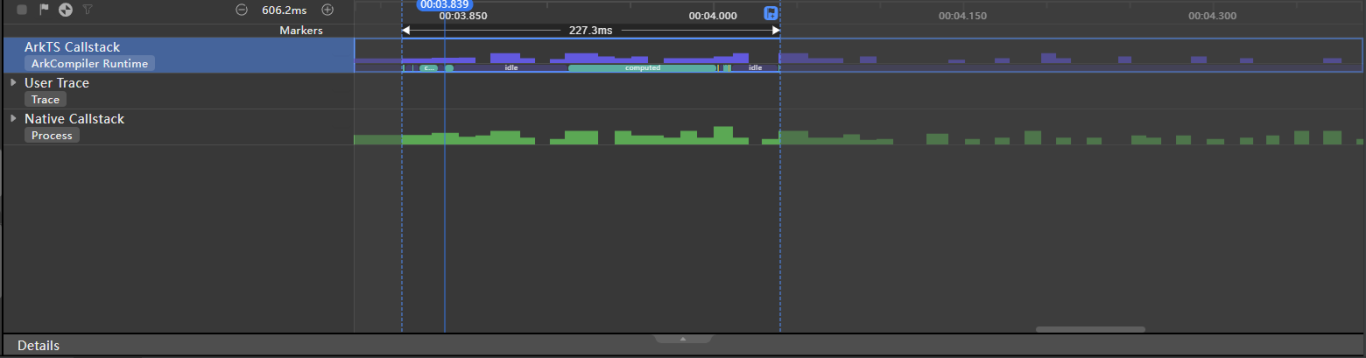 606.2ms
00:03.839
00:03.850
00:04.000
00:04.150
00:04.300
Markers
227.3ms
ArkTS Callstack
ArkCompiler Runtime
c...
idle
computed
idle
User Trace
Trace
Native Callstack
Process
Details